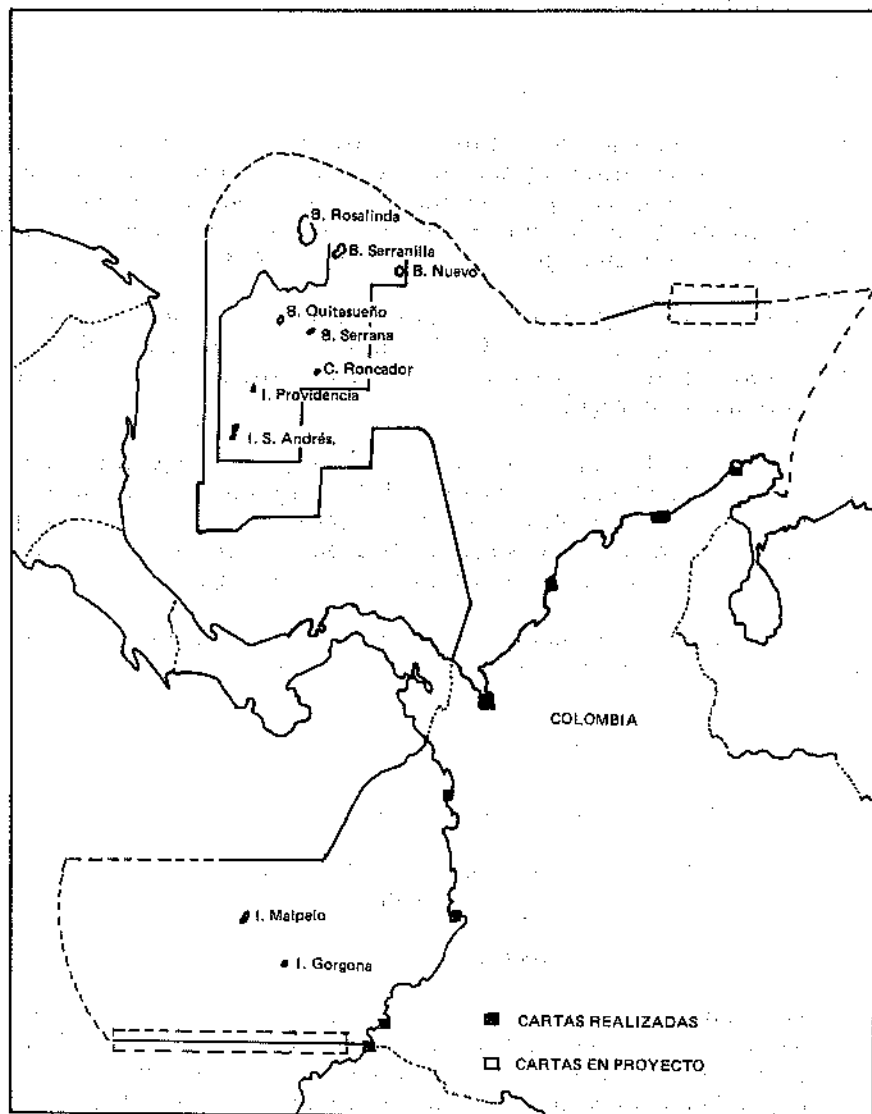 B. Rosalinda
B. Serranilla
B. Nuevo
B. Quitasueño
B. Serrana
C. Roncador
I. Providencia
I. S. Andrés.
COLOMBIA
I. Malpelo
I. Gorgona
CARTAS REALIZADAS
CARTAS EN PROYECTO